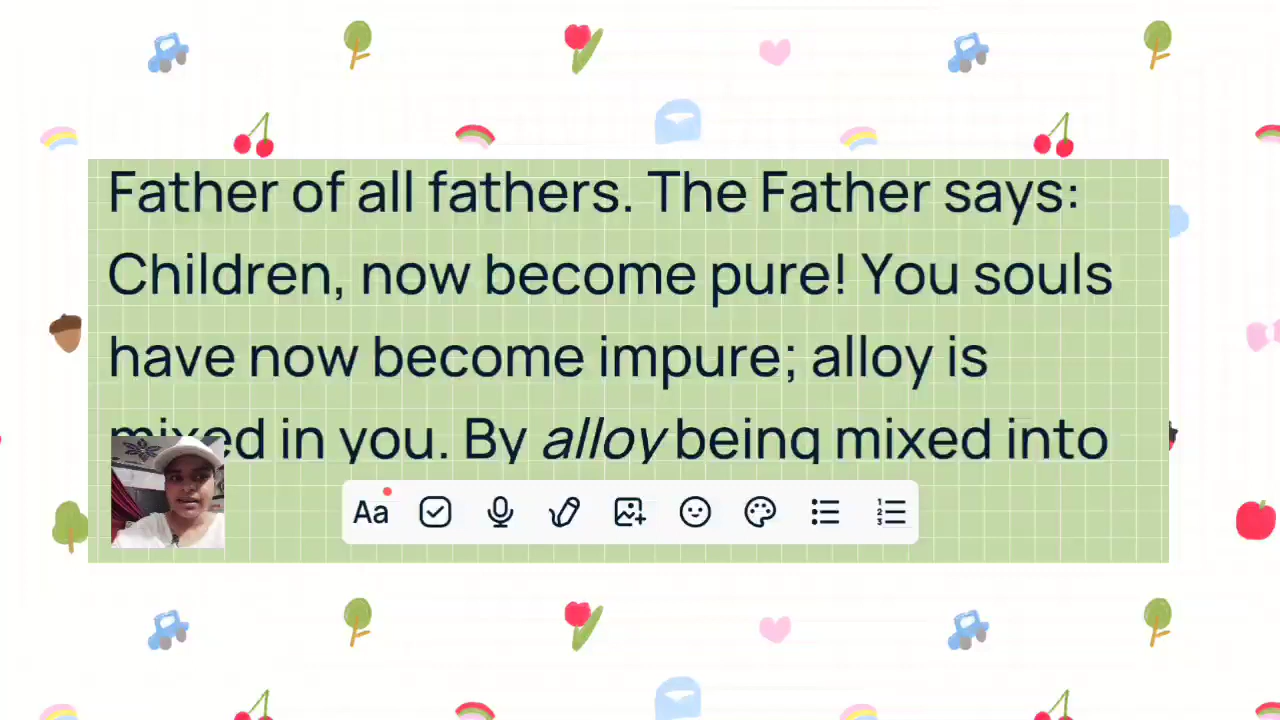 Father of all fathers. The Father says:
Children, now become pure! You souls
have now become impure; alloy is
mixed in you. By alloy being mixed into
Aa